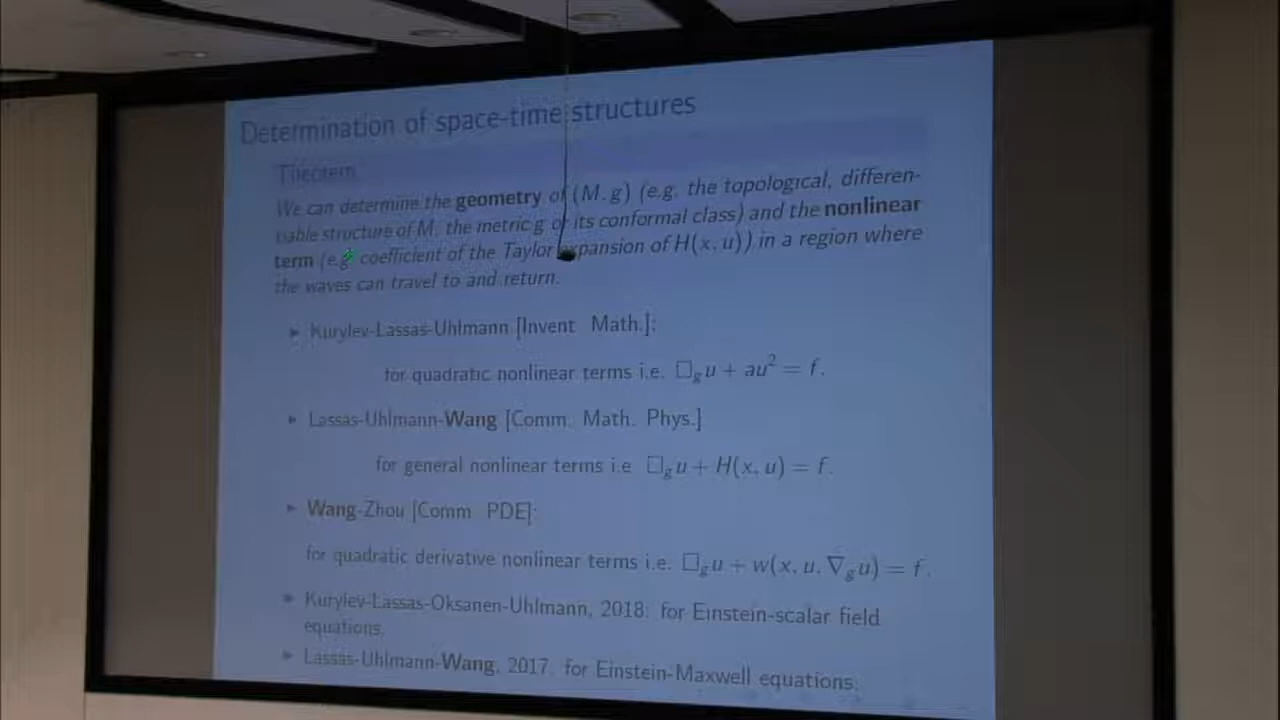 Determination of space-time structures
Theorem
We can determine the geometry of (M, g) (e.g. the topological, differen-
tiable structure of M, the metric g or its conformal class) and the nonlinear
term (e.g. coefficient of the Taylor expansion of H(x, u)) in a region where
the waves can travel to and return.
► Kurylev-Lassas-Uhlmann [Invent. Math.]:
for quadratic nonlinear terms i.e. □_g u + au² = f.
► Lassas-Uhlmann-Wang [Comm. Math. Phys.]
for general nonlinear terms i.e. □_g u + H(x, u) = f.
► Wang-Zhou [Comm. PDE]:
for quadratic derivative nonlinear terms i.e. □_g u + w(x, u, ∇_g u) = f.
► Kurylev-Lassas-Oksanen-Uhlmann, 2018: for Einstein-scalar field
equations.
► Lassas-Uhlmann-Wang, 2017: for Einstein-Maxwell equations;